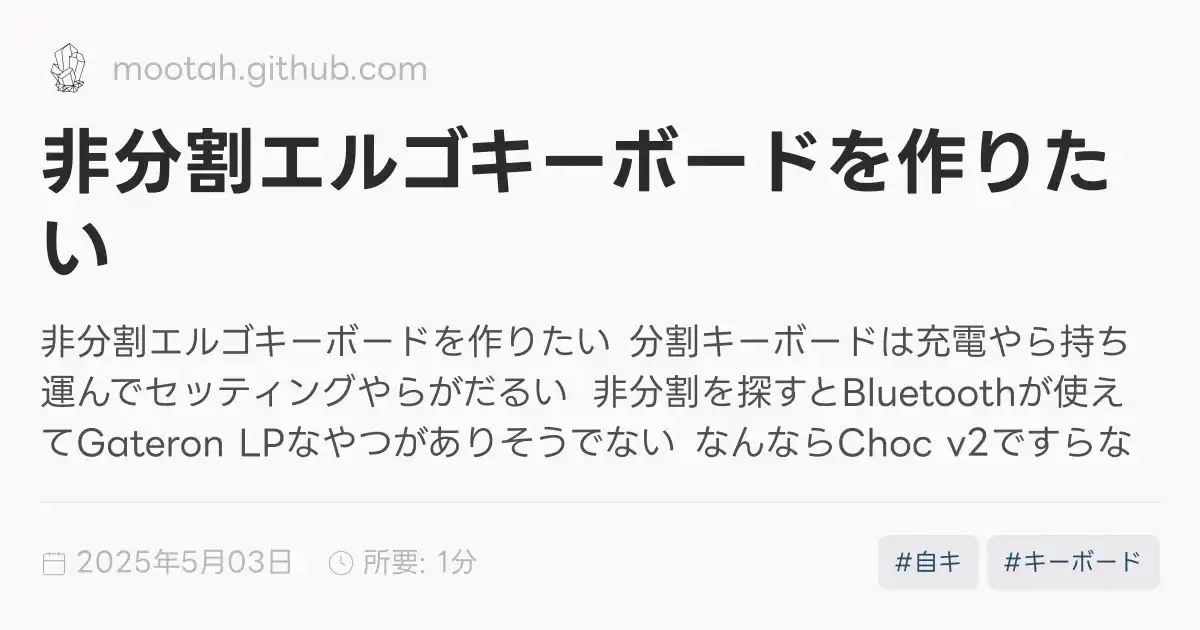 mootah.github.com
非分割エルゴキーボードを作りた
い
非分割エルゴキーボードを作りたい 分割キーボードは充電やら持ち
運んでセッティングやらがだるい 非分割を探すとBluetoothが使え
てGateron LPなやつがありそうでない なんならChoc v2ですらな
2025年5月03日 所要: 1分 #自キ #キーボード